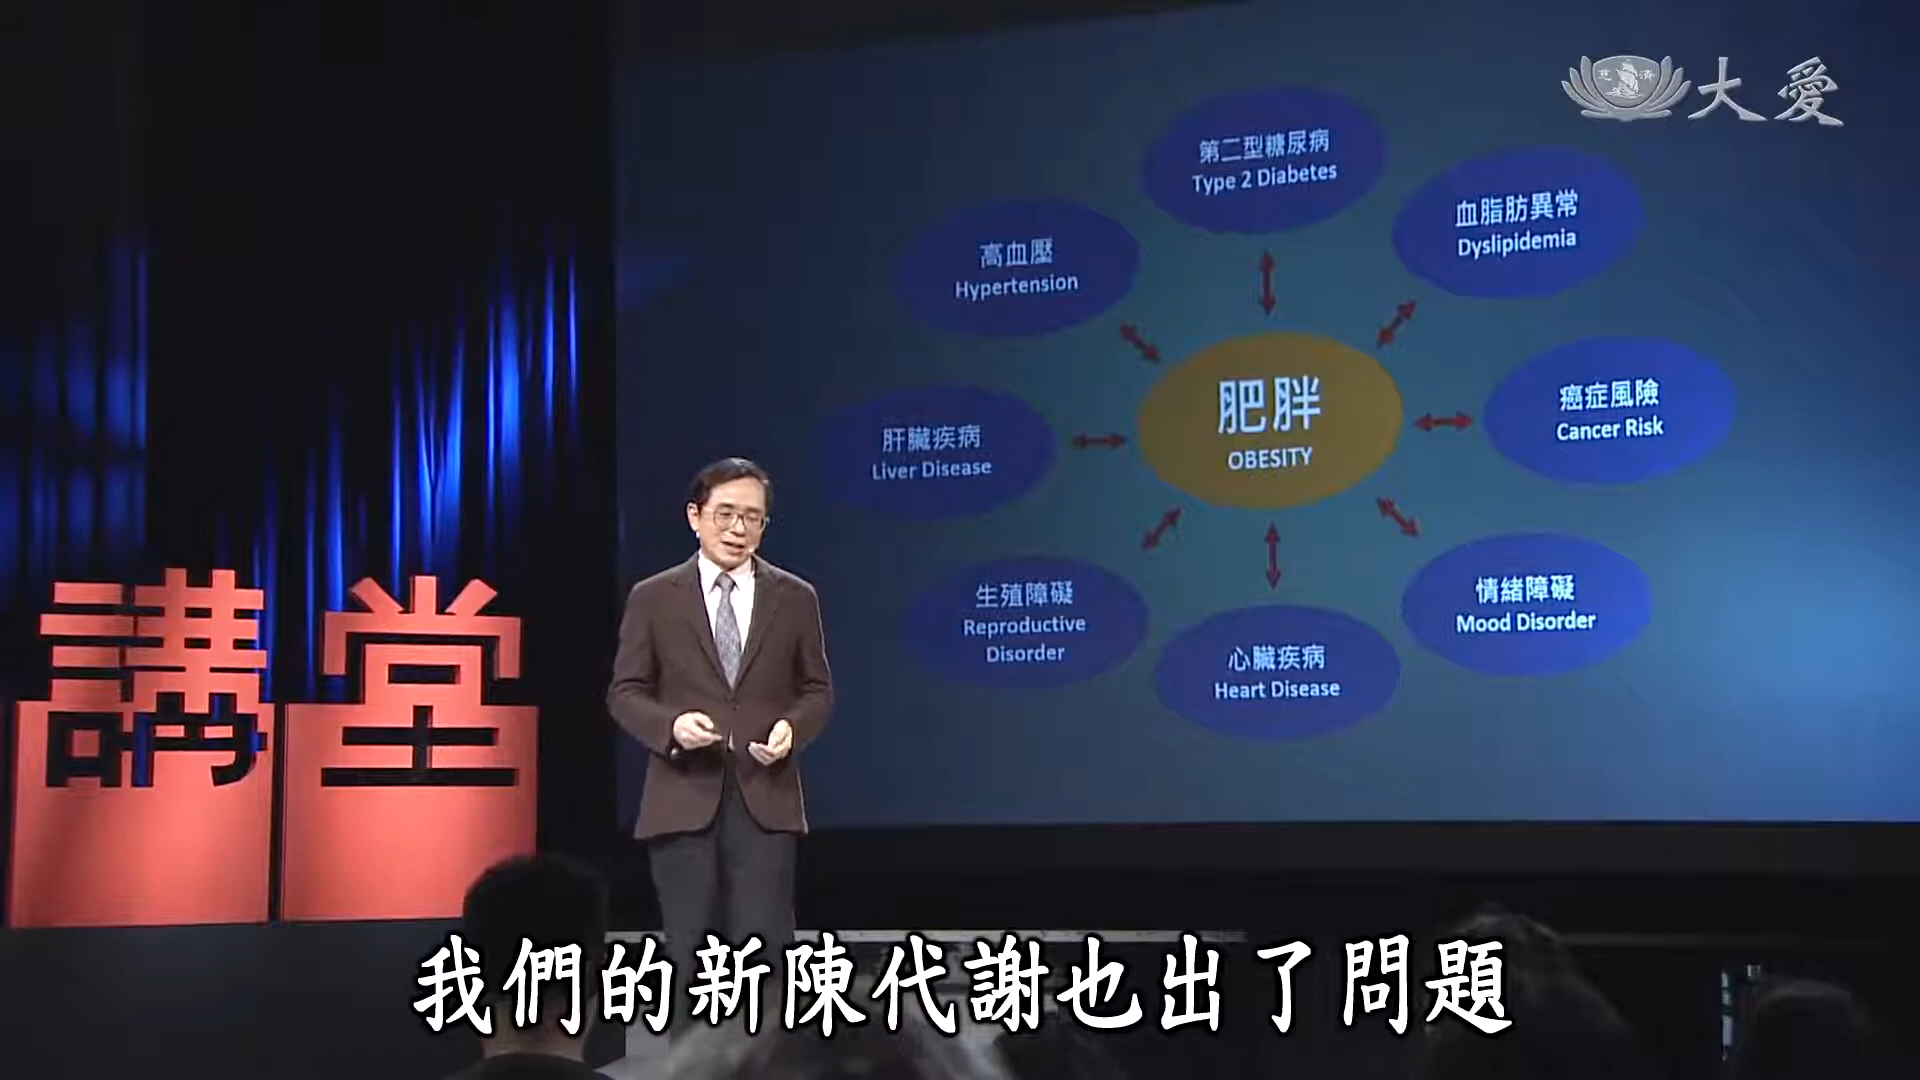 慈濟
大愛
第二型糖尿病
Type 2 Diabetes
血脂肪異常
Dyslipidemia
高血壓
Hypertension
肥胖
OBESITY
癌症風險
Cancer Risk
肝臟疾病
Liver Disease
生殖障礙
Reproductive
Disorder
情緒障礙
Mood Disorder
心臟疾病
Heart Disease
講堂
我們的新陳代謝也出了問題